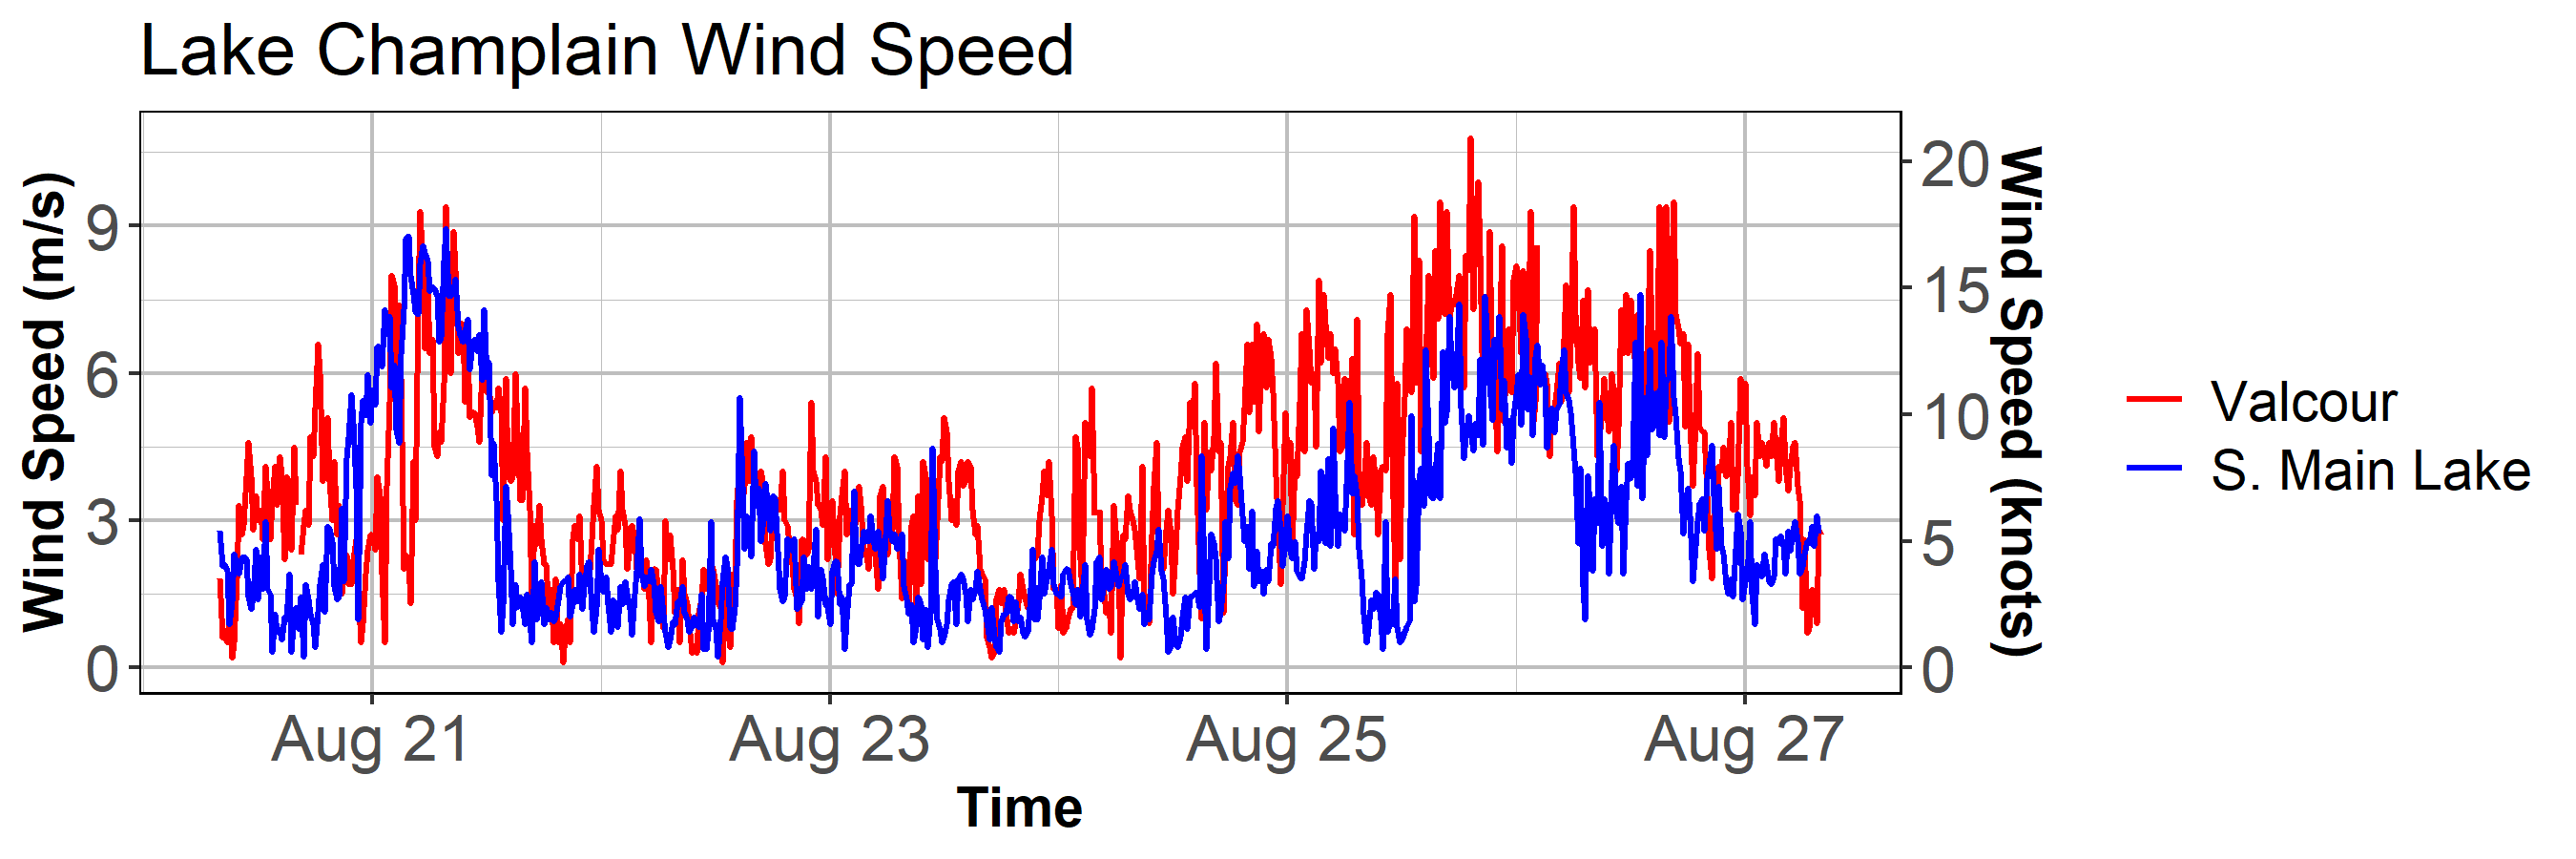 Lake Champlain Wind Speed
Wind Speed (m/s)
9
6
3
0
20
15
10
5
0
Wind Speed (knots)
Aug 21
Aug 23
Aug 25
Aug 27
Time
Valcour
S. Main Lake